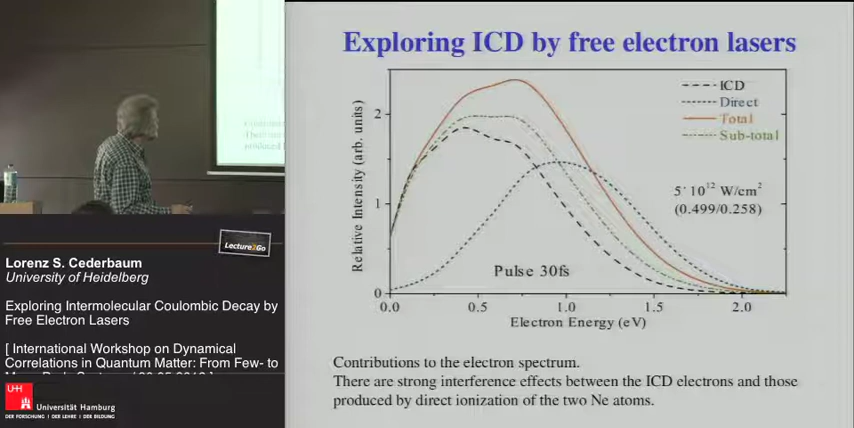 Exploring ICD by free electron lasers
ICD
Direct
Total
Sub-total
5·10¹² W/cm²
(0.499/0.258)
Pulse 30fs
Relative Intensity (arb. units)
2
1
0
0.0 0.5 1.0 1.5 2.0
Electron Energy (eV)
Contributions to the electron spectrum.
There are strong interference effects between the ICD electrons and those
produced by direct ionization of the two Ne atoms.
Lecture2Go
Lorenz S. Cederbaum
University of Heidelberg
Exploring Intermolecular Coulombic Decay by
Free Electron Lasers
[ International Workshop on Dynamical
Correlations in Quantum Matter: From Few- to
UH
Universität Hamburg
DER FORSCHUNG | DER LEHRE | DER BILDUNG